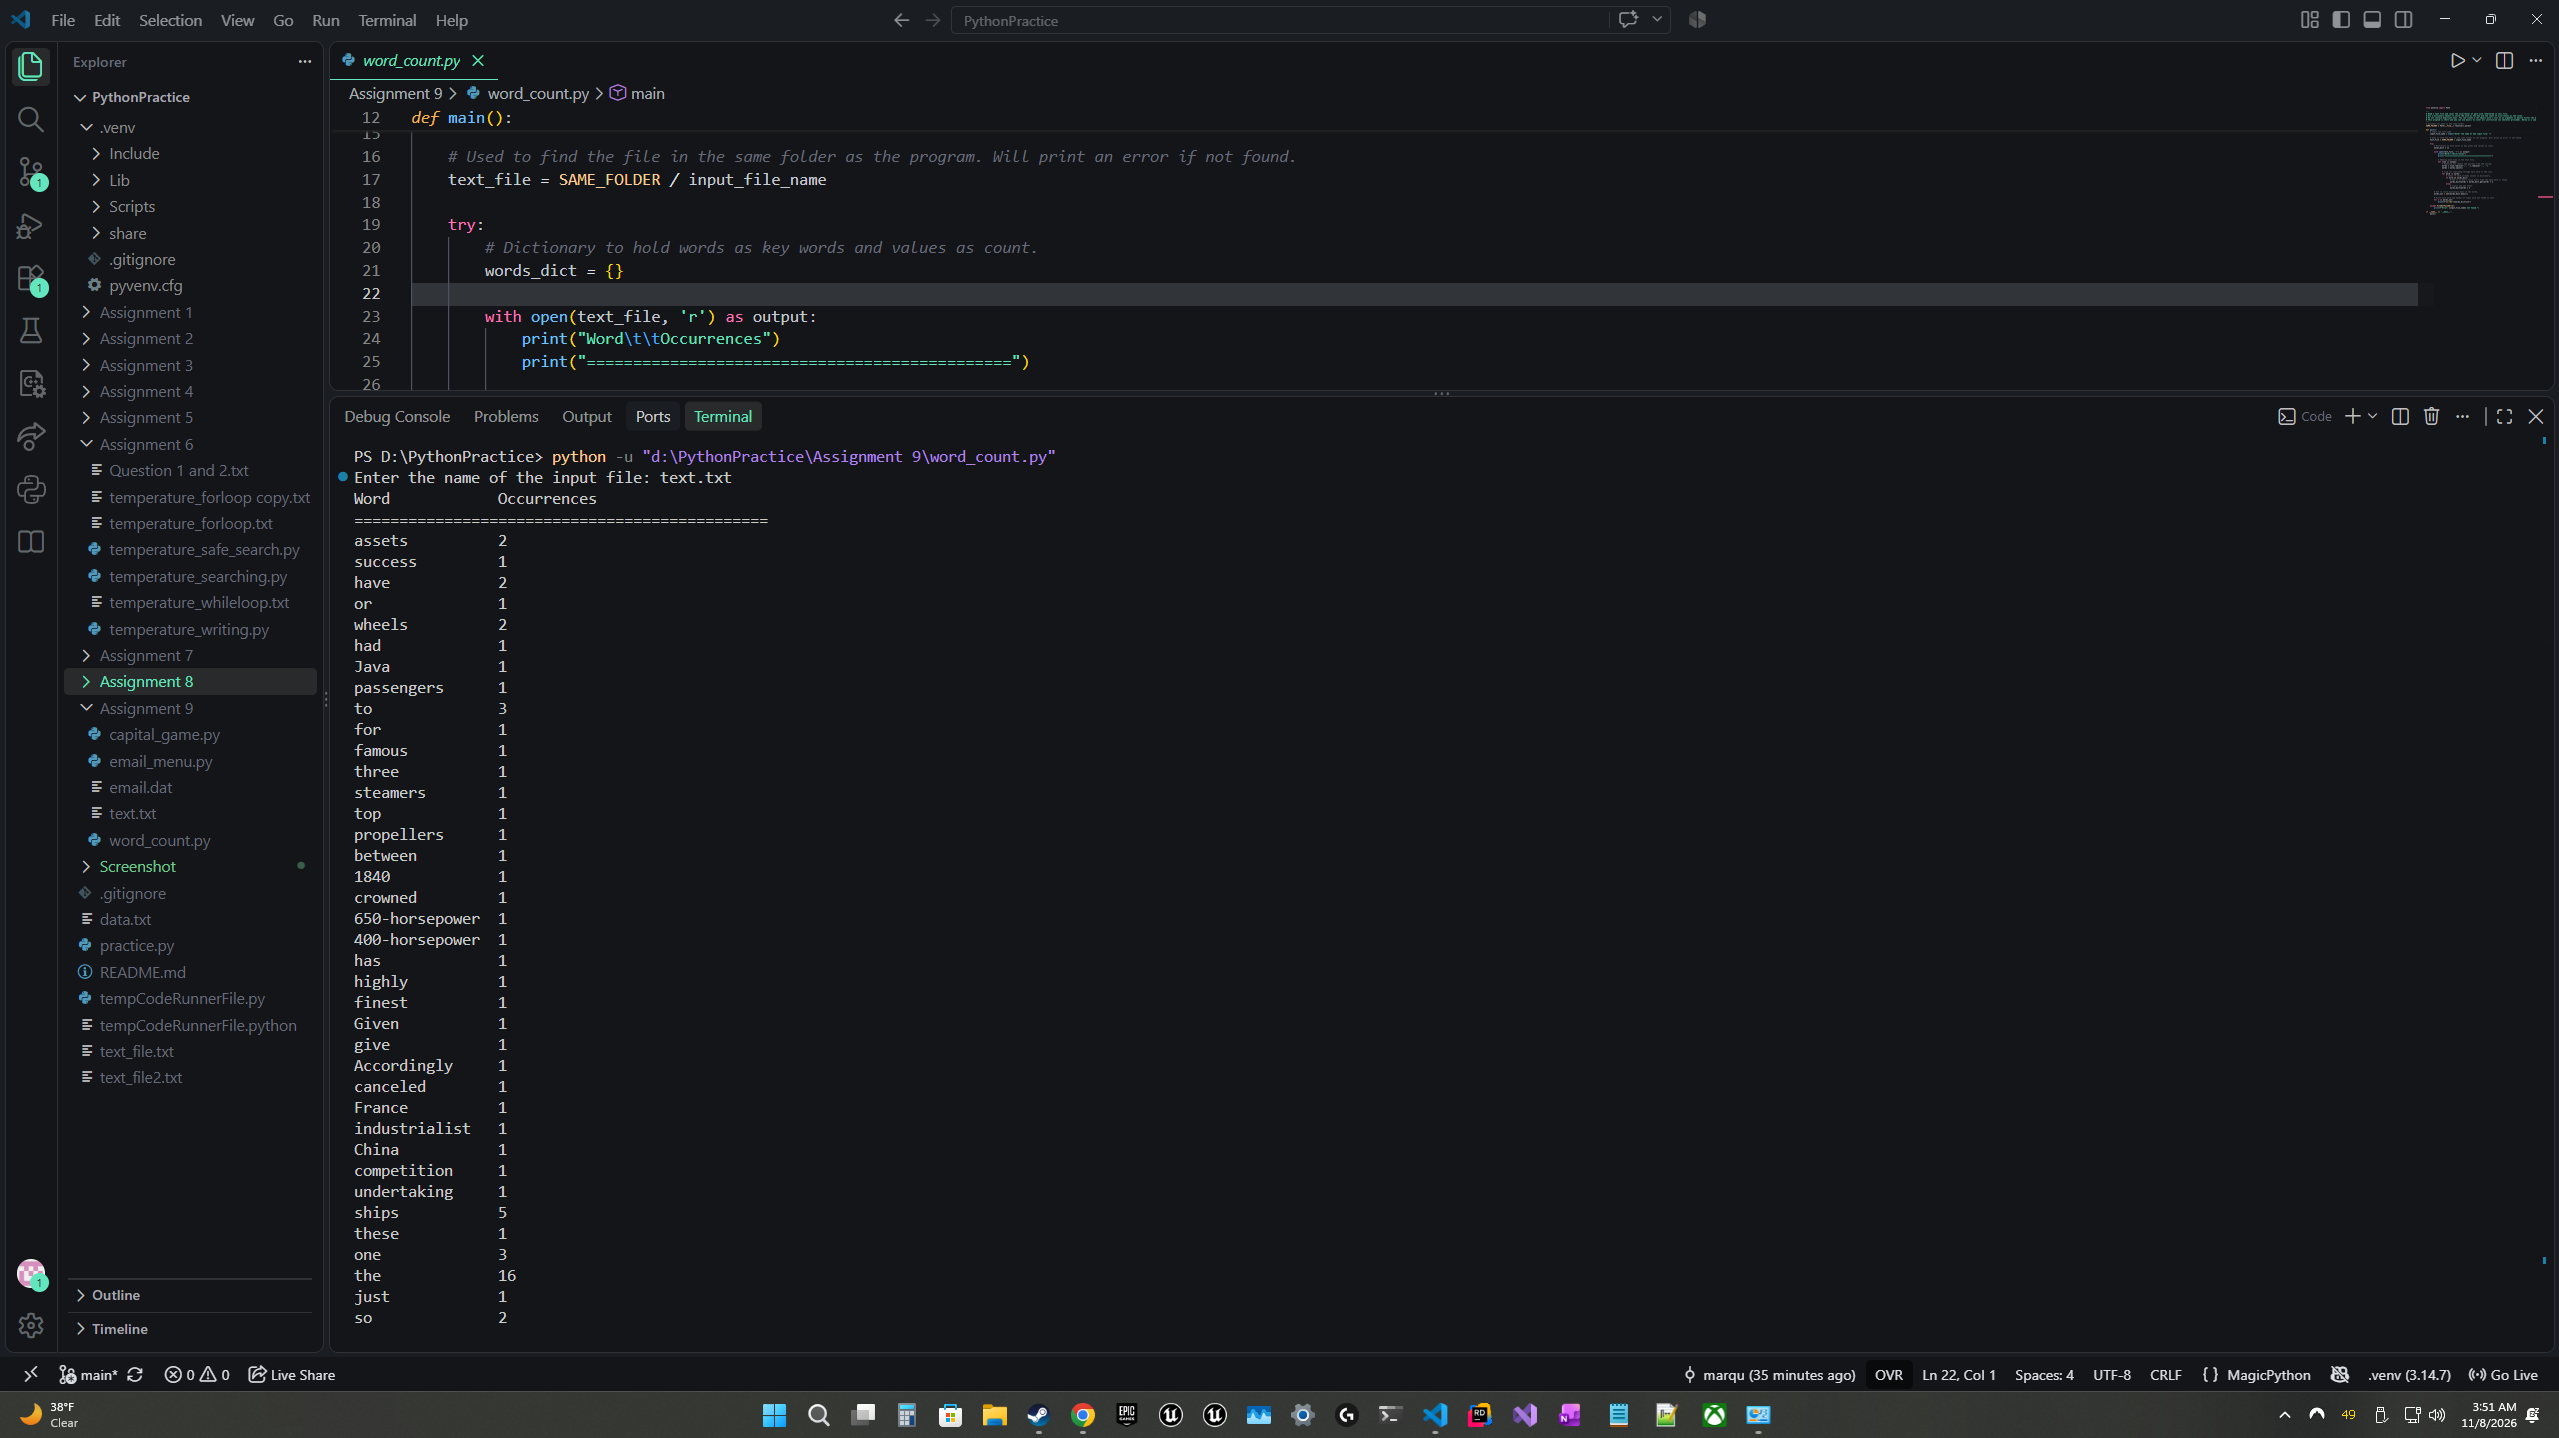 File Edit Selection View Go Run Terminal Help
PythonPractice
Explorer
PythonPractice
.venv
Include
Lib
Scripts
share
.gitignore
pyvenv.cfg
Assignment 1
Assignment 2
Assignment 3
Assignment 4
Assignment 5
Assignment 6
Question 1 and 2.txt
temperature_forloop copy.txt
temperature_forloop.txt
temperature_safe_search.py
temperature_searching.py
temperature_whileloop.txt
temperature_writing.py
Assignment 7
Assignment 8
Assignment 9
capital_game.py
email_menu.py
email.dat
text.txt
word_count.py
Screenshot
.gitignore
data.txt
practice.py
README.md
tempCodeRunnerFile.py
tempCodeRunnerFile.python
text_file.txt
text_file2.txt
Outline
Timeline
1
1
1
word_count.py
Assignment 9 > word_count.py > main
12 def main():
15
16 # Used to find the file in the same folder as the program. Will print an error if not found.
17 text_file = SAME_FOLDER / input_file_name
18
19 try:
20 # Dictionary to hold words as key words and values as count.
21 words_dict = {}
22
23 with open(text_file, 'r') as output:
24 print("Word\t\tOccurrences")
25 print("==============================================")
26
Debug Console Problems Output Ports Terminal
Code
PS D:\PythonPractice> python -u "d:\PythonPractice\Assignment 9\word_count.py"
Enter the name of the input file: text.txt
Word Occurrences
==============================================
assets 2
success 1
have 2
or 1
wheels 2
had 1
Java 1
passengers 1
to 3
for 1
famous 1
three 1
steamers 1
top 1
propellers 1
between 1
1840 1
crowned 1
650-horsepower 1
400-horsepower 1
has 1
highly 1
finest 1
Given 1
give 1
Accordingly 1
canceled 1
France 1
industrialist 1
China 1
competition 1
undertaking 1
ships 5
these 1
one 3
the 16
just 1
so 2
main* 0 0 Live Share
marqu (35 minutes ago) OVR Ln 22, Col 1 Spaces: 4 UTF-8 CRLF { } MagicPython .venv (3.14.7) Go Live
38°F
Clear
EPIC GAMES
RD
N
49
3:51 AM
11/8/2026